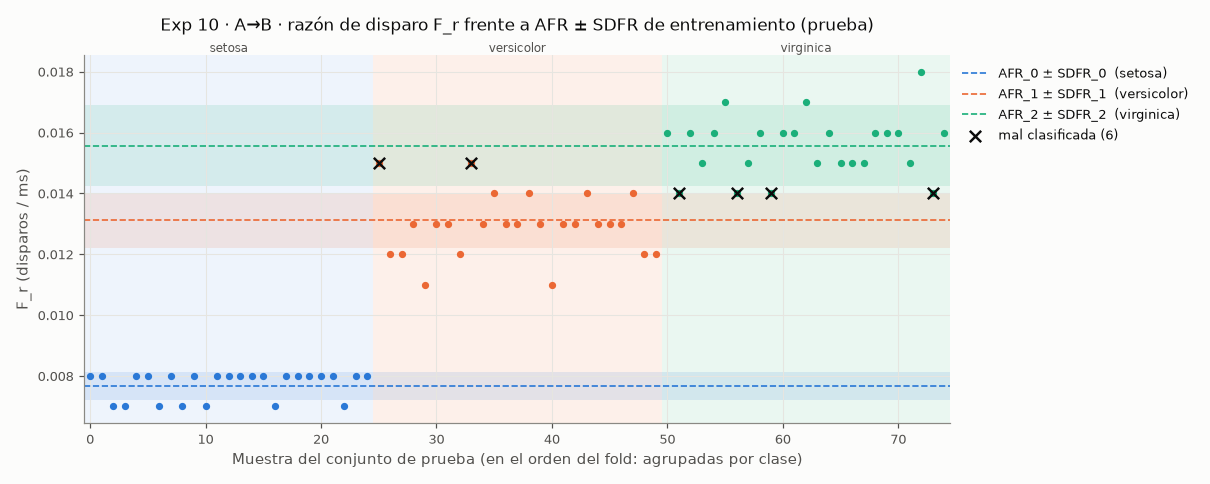 Exp 10 · A→B · razón de disparo F_r frente a AFR ± SDFR de entrenamiento (prueba)
setosa
versicolor
virginica
F_r (disparos / ms)
0.018
0.016
0.014
0.012
0.010
0.008
0
10
20
30
40
50
60
70
Muestra del conjunto de prueba (en el orden del fold: agrupadas por clase)
AFR_0 ± SDFR_0 (setosa)
AFR_1 ± SDFR_1 (versicolor)
AFR_2 ± SDFR_2 (virginica)
mal clasificada (6)